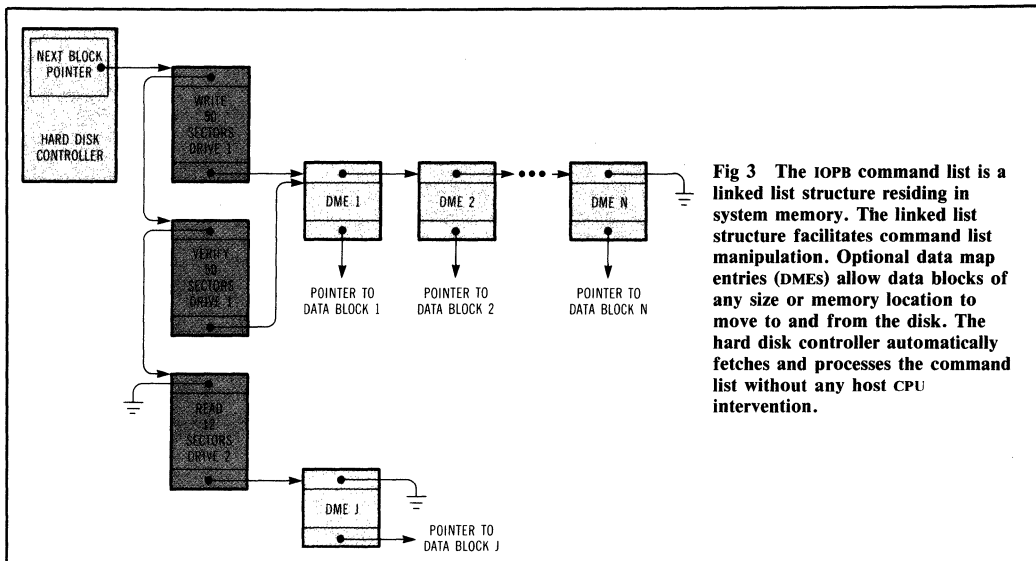 NEXT BLOCK
POINTER
HARD DISK
CONTROLLER
WRITE
50
SECTORS
DRIVE 1
VERIFY
50
SECTORS
DRIVE 1
READ
12
SECTORS
DRIVE 2
DME 1
DME 2
DME N
POINTER TO
DATA BLOCK 1
POINTER TO
DATA BLOCK 2
POINTER TO
DATA BLOCK N
DME J
POINTER TO
DATA BLOCK J
Fig 3 The IOPB command list is a
linked list structure residing in
system memory. The linked list
structure facilitates command list
manipulation. Optional data map
entries (DMEs) allow data blocks of
any size or memory location to
move to and from the disk. The
hard disk controller automatically
fetches and processes the command
list without any host CPU
intervention.